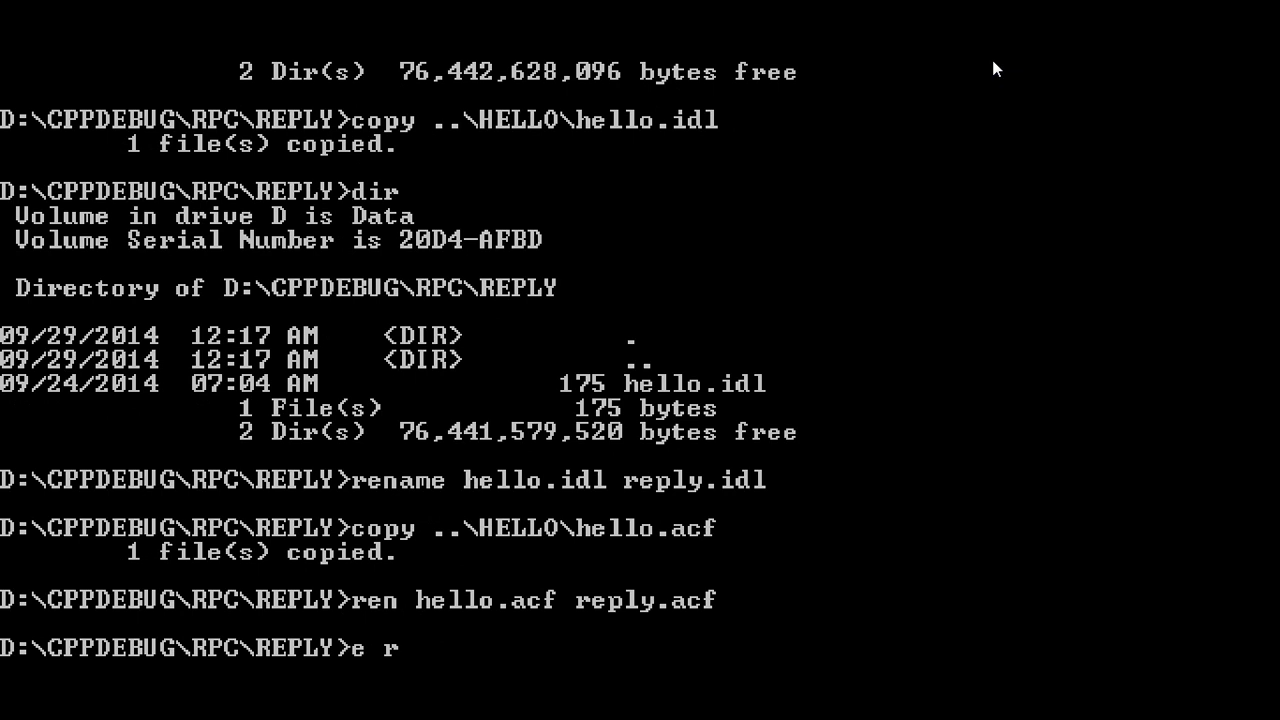 2 Dir(s)  76,442,628,096 bytes free
D:\CPPDEBUG\RPC\REPLY>copy ..\HELLO\hello.idl
1 file(s) copied.
D:\CPPDEBUG\RPC\REPLY>dir
Volume in drive D is Data
Volume Serial Number is 20D4-AFBD
Directory of D:\CPPDEBUG\RPC\REPLY
09/29/2014  12:17 AM    <DIR>          .
09/29/2014  12:17 AM    <DIR>          ..
09/24/2014  07:04 AM               175 hello.idl
1 File(s)            175 bytes
2 Dir(s)  76,441,579,520 bytes free
D:\CPPDEBUG\RPC\REPLY>rename hello.idl reply.idl
D:\CPPDEBUG\RPC\REPLY>copy ..\HELLO\hello.acf
1 file(s) copied.
D:\CPPDEBUG\RPC\REPLY>ren hello.acf reply.acf
D:\CPPDEBUG\RPC\REPLY>e r